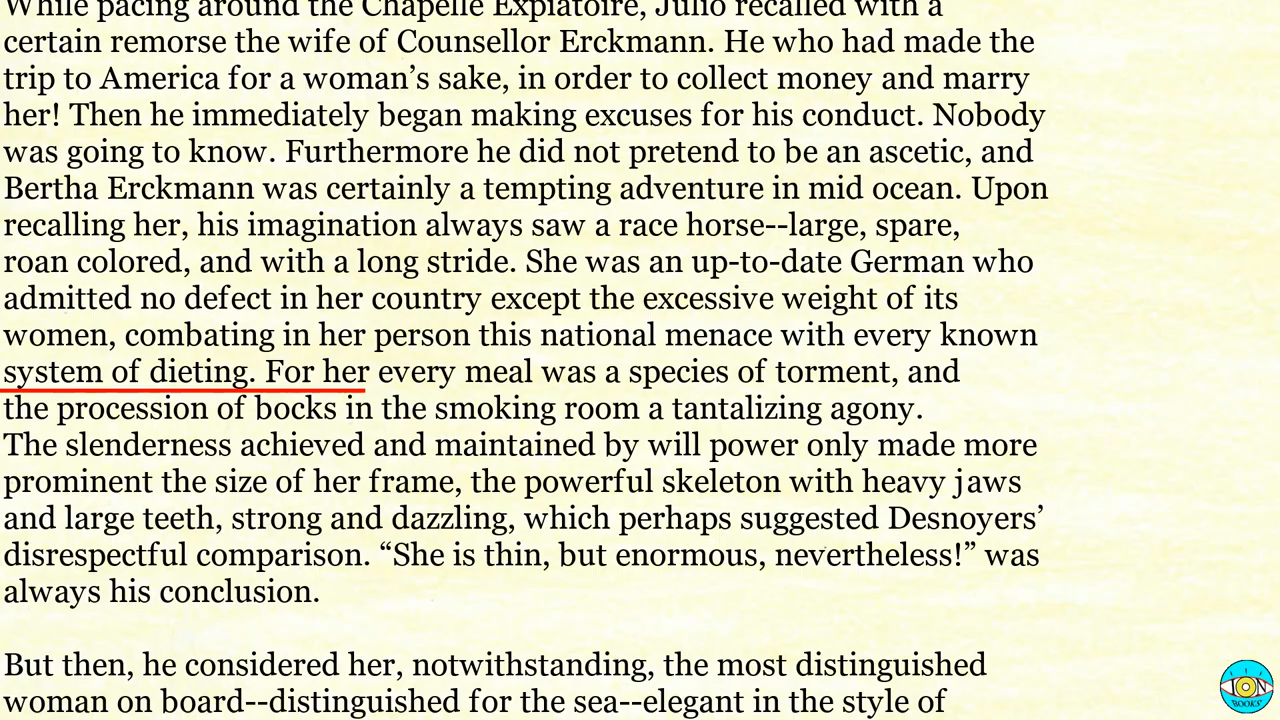 While pacing around the Chapelle Expiatoire, Julio recalled with a
certain remorse the wife of Counsellor Erckmann. He who had made the
trip to America for a woman’s sake, in order to collect money and marry
her! Then he immediately began making excuses for his conduct. Nobody
was going to know. Furthermore he did not pretend to be an ascetic, and
Bertha Erckmann was certainly a tempting adventure in mid ocean. Upon
recalling her, his imagination always saw a race horse--large, spare,
roan colored, and with a long stride. She was an up-to-date German who
admitted no defect in her country except the excessive weight of its
women, combating in her person this national menace with every known
system of dieting. For her every meal was a species of torment, and
the procession of bocks in the smoking room a tantalizing agony.
The slenderness achieved and maintained by will power only made more
prominent the size of her frame, the powerful skeleton with heavy jaws
and large teeth, strong and dazzling, which perhaps suggested Desnoyers’
disrespectful comparison. “She is thin, but enormous, nevertheless!” was
always his conclusion.
But then, he considered her, notwithstanding, the most distinguished
woman on board--distinguished for the sea--elegant in the style of
ION
BOOKS